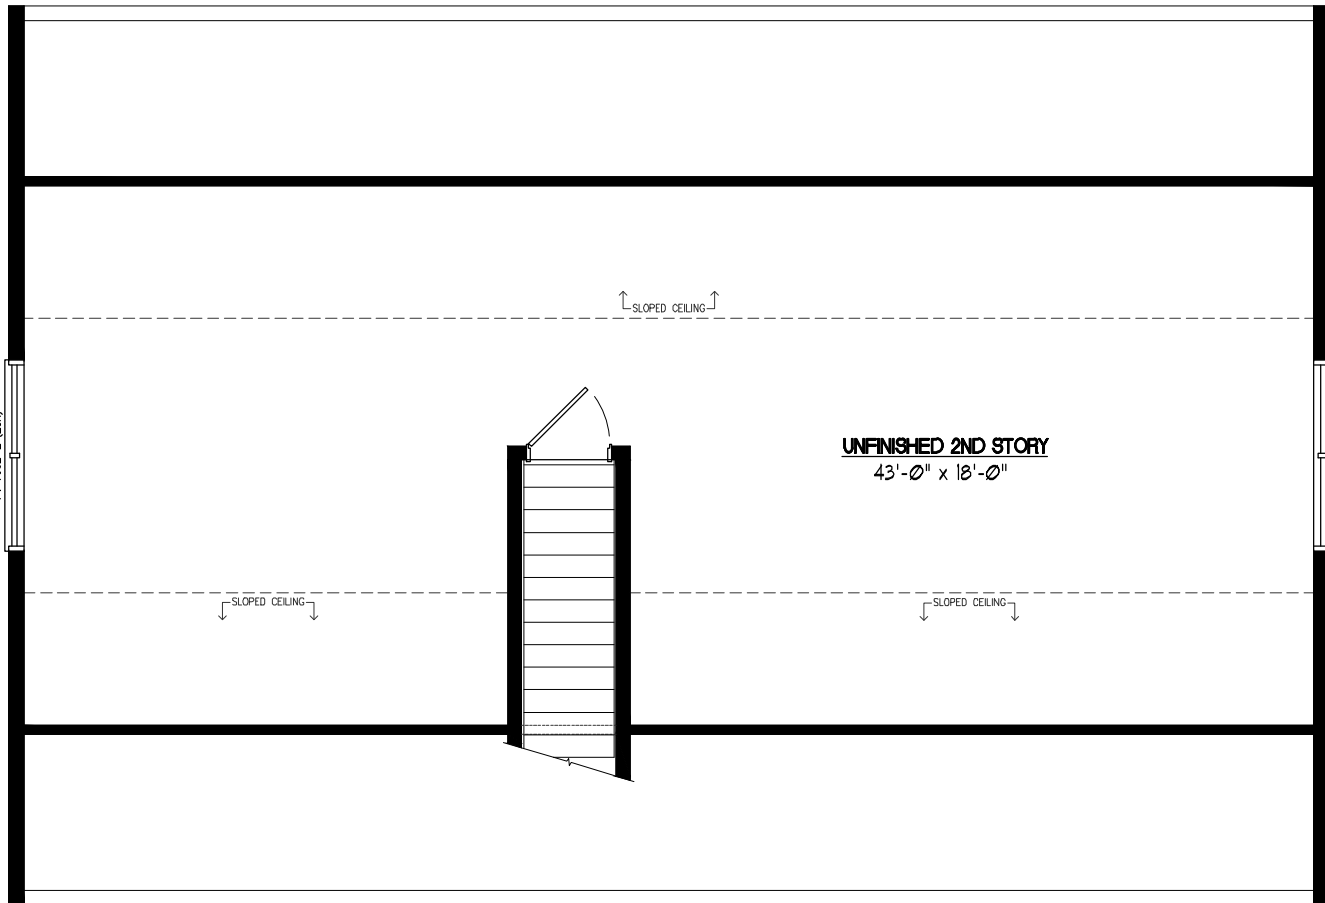 SLOPED CEILING
UNFINISHED 2ND STORY
43'-0" x 18'-0"
SLOPED CEILING
SLOPED CEILING